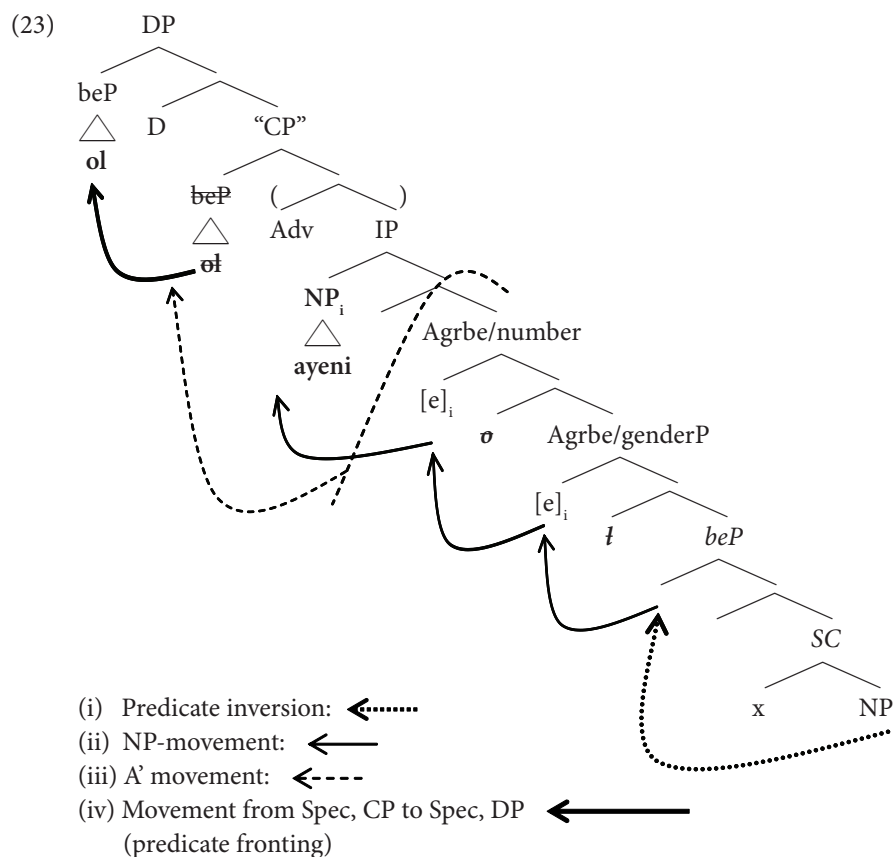 (23) DP
beP
D “CP”
ol
beP ( )
Adv IP
ol
NPi
Agrbe/number
ayeni
[e]i
o Agrbe/genderP
[e]i
l beP
SC
x NP
(i) Predicate inversion:
(ii) NP-movement:
(iii) A’ movement:
(iv) Movement from Spec, CP to Spec, DP
(predicate fronting)